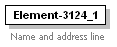 Element-3124_1
Name and address line